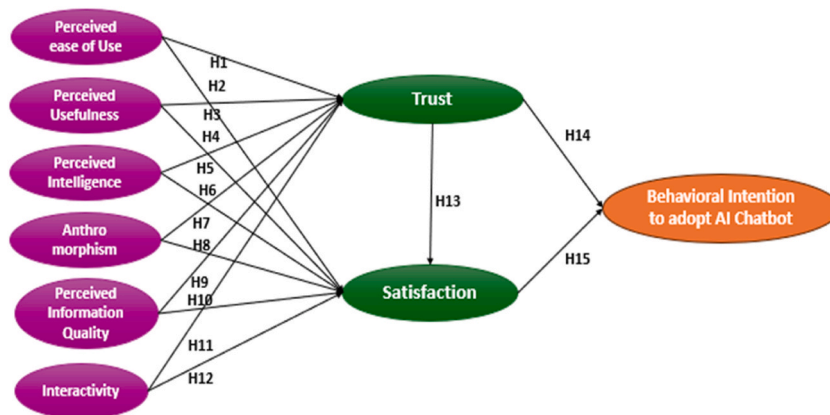 Perceived
ease of Use
H1
H2
Perceived
Usefulness
H3
H4
Perceived
Intelligence
H5
H6
Anthro
morphism
H7
H8
Perceived
Information
Quality
H9
H10
Interactivity
H11
H12
Trust
H13
Satisfaction
H14
H15
Behavioral Intention
to adopt AI Chatbot